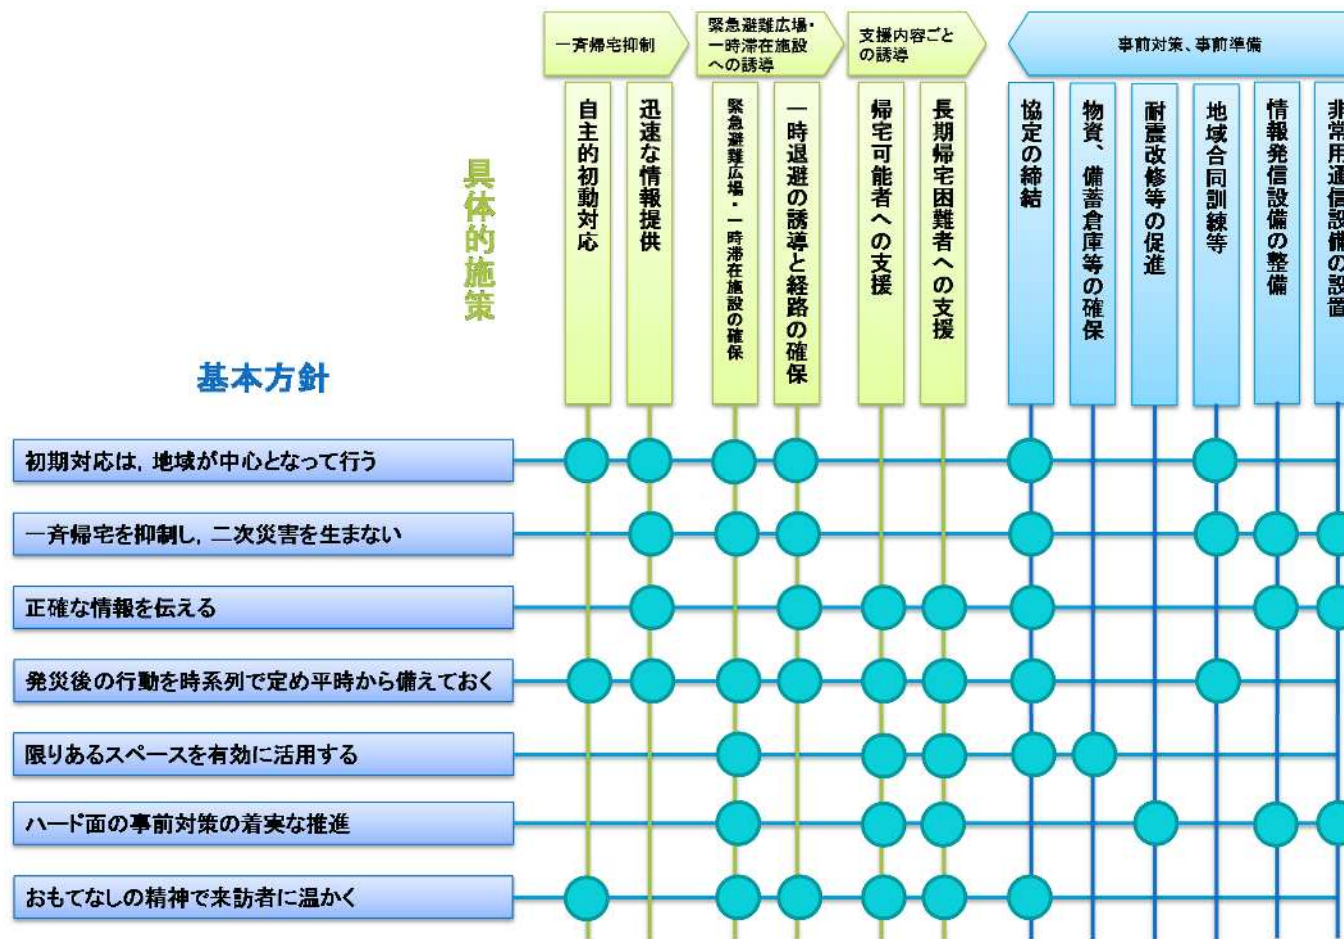 一斉帰宅抑制
緊急避難広場・
一時滞在施設
への誘導
支援内容ごと
の誘導
事前対策、事前準備
具体的施策
自主的初動対応
迅速な情報提供
緊急避難広場・一時滞在施設の確保
一時退避の誘導と経路の確保
帰宅可能者への支援
長期帰宅困難者への支援
協定の締結
物資、備蓄倉庫等の確保
耐震改修等の促進
地域合同訓練等
情報発信設備の整備
非常用通信設備の設置
基本方針
初期対応は，地域が中心となって行う
一斉帰宅を抑制し，二次災害を生まない
正確な情報を伝える
発災後の行動を時系列で定め平時から備えておく
限りあるスペースを有効に活用する
ハード面の事前対策の着実な推進
おもてなしの精神で来訪者に温かく